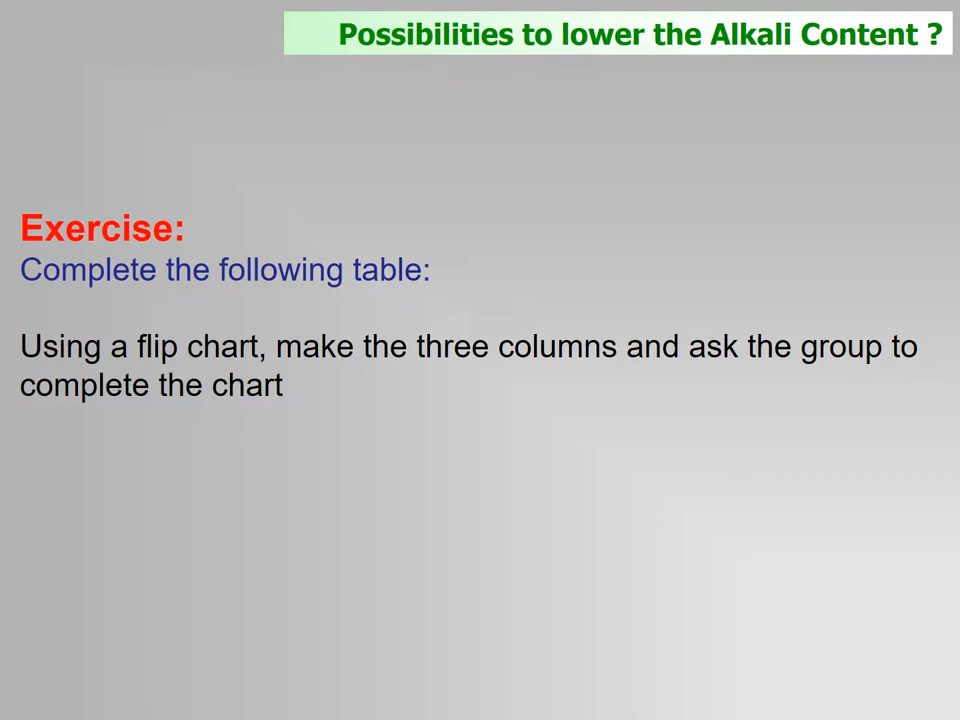 Possibilities to lower the Alkali Content ?
Exercise:
Complete the following table:
Using a flip chart, make the three columns and ask the group to
complete the chart